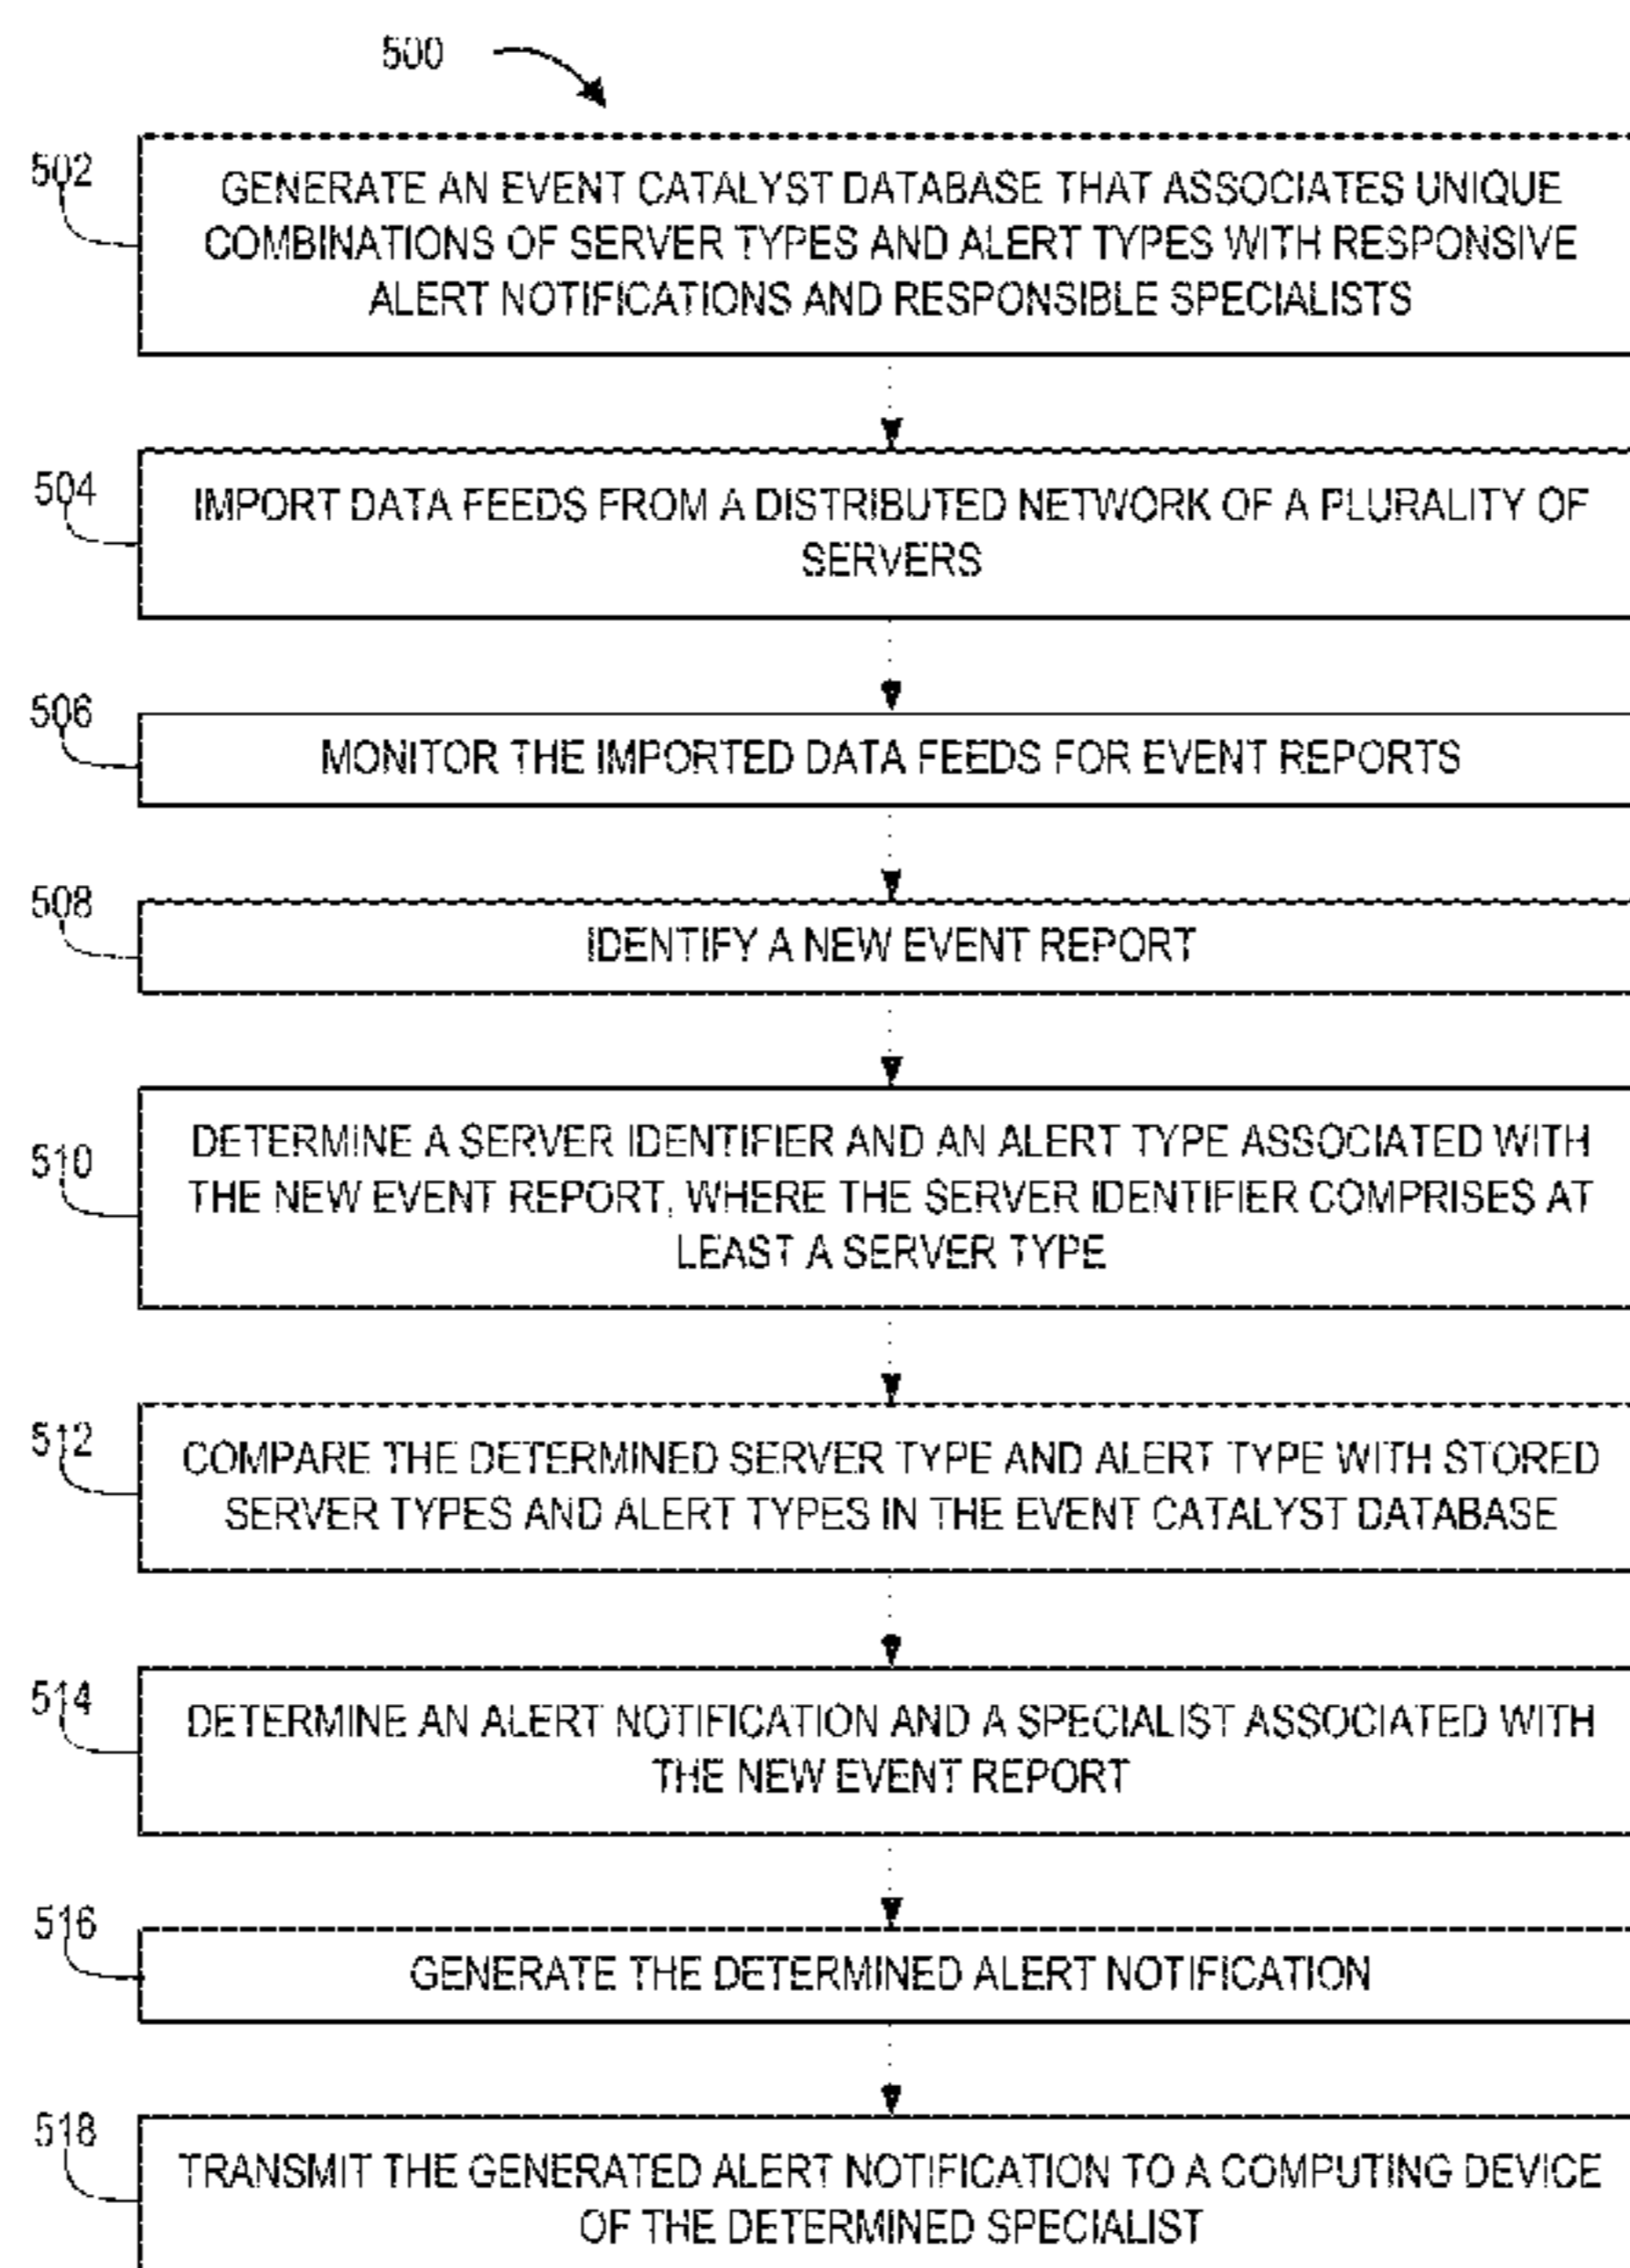 500
502
GENERATE AN EVENT CATALYST DATABASE THAT ASSOCIATES UNIQUE
COMBINATIONS OF SERVER TYPES AND ALERT TYPES WITH RESPONSIVE
ALERT NOTIFICATIONS AND RESPONSIBLE SPECIALISTS
504
IMPORT DATA FEEDS FROM A DISTRIBUTED NETWORK OF A PLURALITY OF
SERVERS
506
MONITOR THE IMPORTED DATA FEEDS FOR EVENT REPORTS
508
IDENTIFY A NEW EVENT REPORT
510
DETERMINE A SERVER IDENTIFIER AND AN ALERT TYPE ASSOCIATED WITH
THE NEW EVENT REPORT, WHERE THE SERVER IDENTIFIER COMPRISES AT
LEAST A SERVER TYPE
512
COMPARE THE DETERMINED SERVER TYPE AND ALERT TYPE WITH STORED
SERVER TYPES AND ALERT TYPES IN THE EVENT CATALYST DATABASE
514
DETERMINE AN ALERT NOTIFICATION AND A SPECIALIST ASSOCIATED WITH
THE NEW EVENT REPORT
516
GENERATE THE DETERMINED ALERT NOTIFICATION
518
TRANSMIT THE GENERATED ALERT NOTIFICATION TO A COMPUTING DEVICE
OF THE DETERMINED SPECIALIST